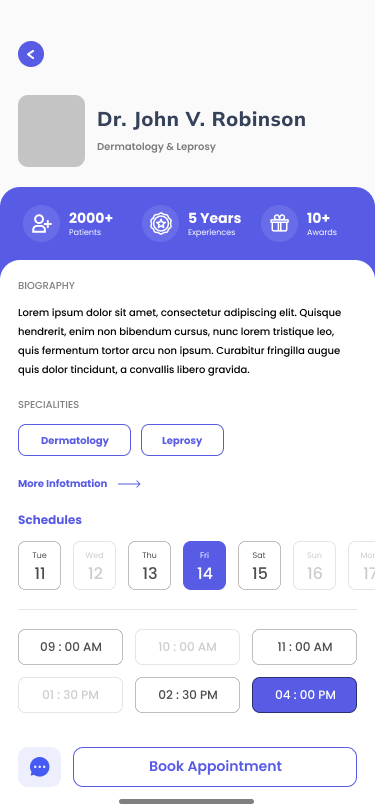 Dr. John V. Robinson
Dermatology & Leprosy
2000+
Patients
5 Years
Experiences
10+
Awards
BIOGRAPHY
Lorem ipsum dolor sit amet, consectetur adipiscing elit. Quisque
hendrerit, enim non bibendum cursus, nunc lorem tristique leo,
quis fermentum tortor arcu non ipsum. Curabitur fringilla augue
quis dolor tincidunt, a convallis libero gravida.
SPECIALITIES
Dermatology
Leprosy
More Infotmation
Schedules
Tue
11
Wed
12
Thu
13
Fri
14
Sat
15
Sun
16
Mon
17
09 : 00 AM
10 : 00 AM
11 : 00 AM
01 : 30 PM
02 : 30 PM
04 : 00 PM
Book Appointment